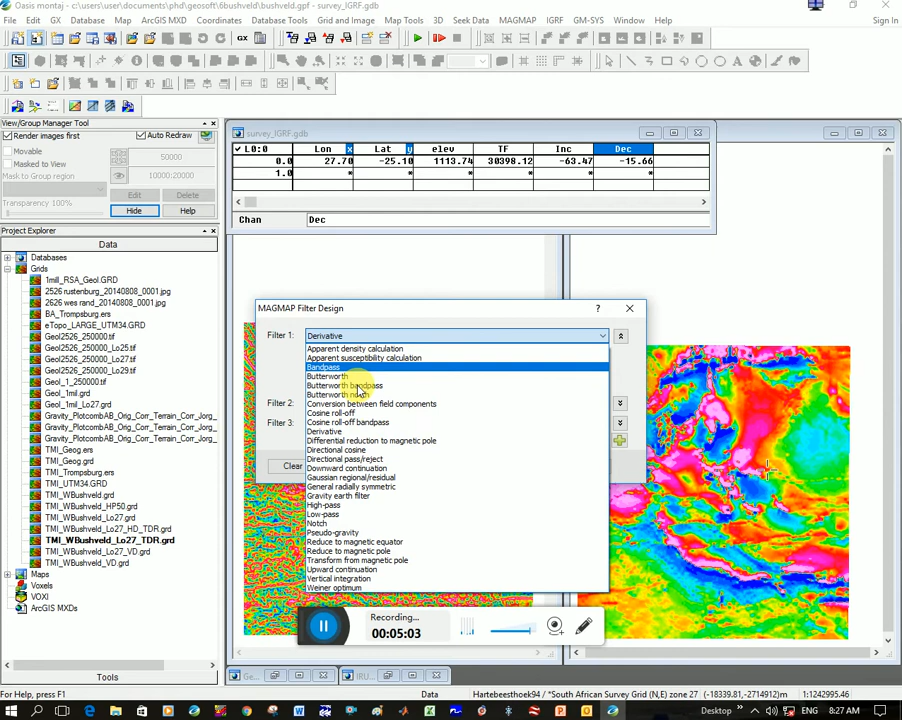 Oasis montaj - c:\users\user\documents\phd\geosoft\6bushveld\bushveld.gpf - survey_IGRF.gdb
File Edit GX Database Map ArcGIS MXD Coordinates Database Tools Grid and Image Map Tools 3D Seek Data MAGMAP IGRF GM-SYS Window Help Sign In
View/Group Manager Tool
Render images first Auto Redraw
Movable 50000
Masked to View
Mask to Group region 10000:20000
Edit Delete
Transparency 100%
Hide Help
Project Explorer
Data
Databases
Grids
1mill_RSA_Geol.GRD
2526 rustenburg_20140808_0001.jpg
2626 wes rand_20140808_0001.jpg
BA_Trompsburg.ers
eTopo_LARGE_UTM34.GRD
Geol2526_250000.tif
Geol2526_250000_Lo25.tif
Geol2526_250000_Lo27.tif
Geol_1_250000.tif
Geol_1mil.grd
Geol_1mil_Lo27.grd
Gravity_PlotcombAB_Orig_Corr_Terrain_Corr_Jorg_
Gravity_PlotcombAB_Orig_Corr_Terrain_Corr_Jorg_
TMI_Geog.ers
TMI_Geog.grd
TMI_Trompsburg.ers
TMI_UTM34.GRD
TMI_WBushveld.grd
TMI_WBushveld_HP50.grd
TMI_WBushveld_Lo27.grd
TMI_WBushveld_Lo27_HD_TDR.grd
TMI_WBushveld_Lo27_TDR.grd
TMI_WBushveld_Lo27_VD.grd
TMI_WBushveld_VD.grd
Maps
Voxels
VOXI
ArcGIS MXDs
Tools
survey_IGRF.gdb
L0:0 Lon x Lat y elev TF Inc Dec
0.0 27.70 -25.10 1113.74 30398.12 -63.47 -15.66
1.0 * * * * * *
Chan Dec
MAGMAP Filter Design
Filter 1: Derivative
Apparent density calculation
Apparent susceptibility calculation
Bandpass
Butterworth
Butterworth bandpass
Butterworth
Filter 2:
Conversion between field components
Cosine roll-off
Filter 3:
Cosine roll-off bandpass
Derivative
Differential reduction to magnetic pole
Directional cosine
Directional pass/reject
Clear
Downward continuation
Gaussian regional/residual
General radially symmetric
Gravity earth filter
High-pass
Low-pass
Notch
Pseudo-gravity
Reduce to magnetic equator
Reduce to magnetic pole
Transform from magnetic pole
Upward continuation
Vertical integration
Weiner optimum
Recording...
00:05:03
Ge... IRU...
For Help, press F1 Data Hartebeesthoek94 / *South African Survey Grid (N,E) zone 27 (-18339.81, -2714912) m 1:1242995.46
Desktop ENG 8:27 AM